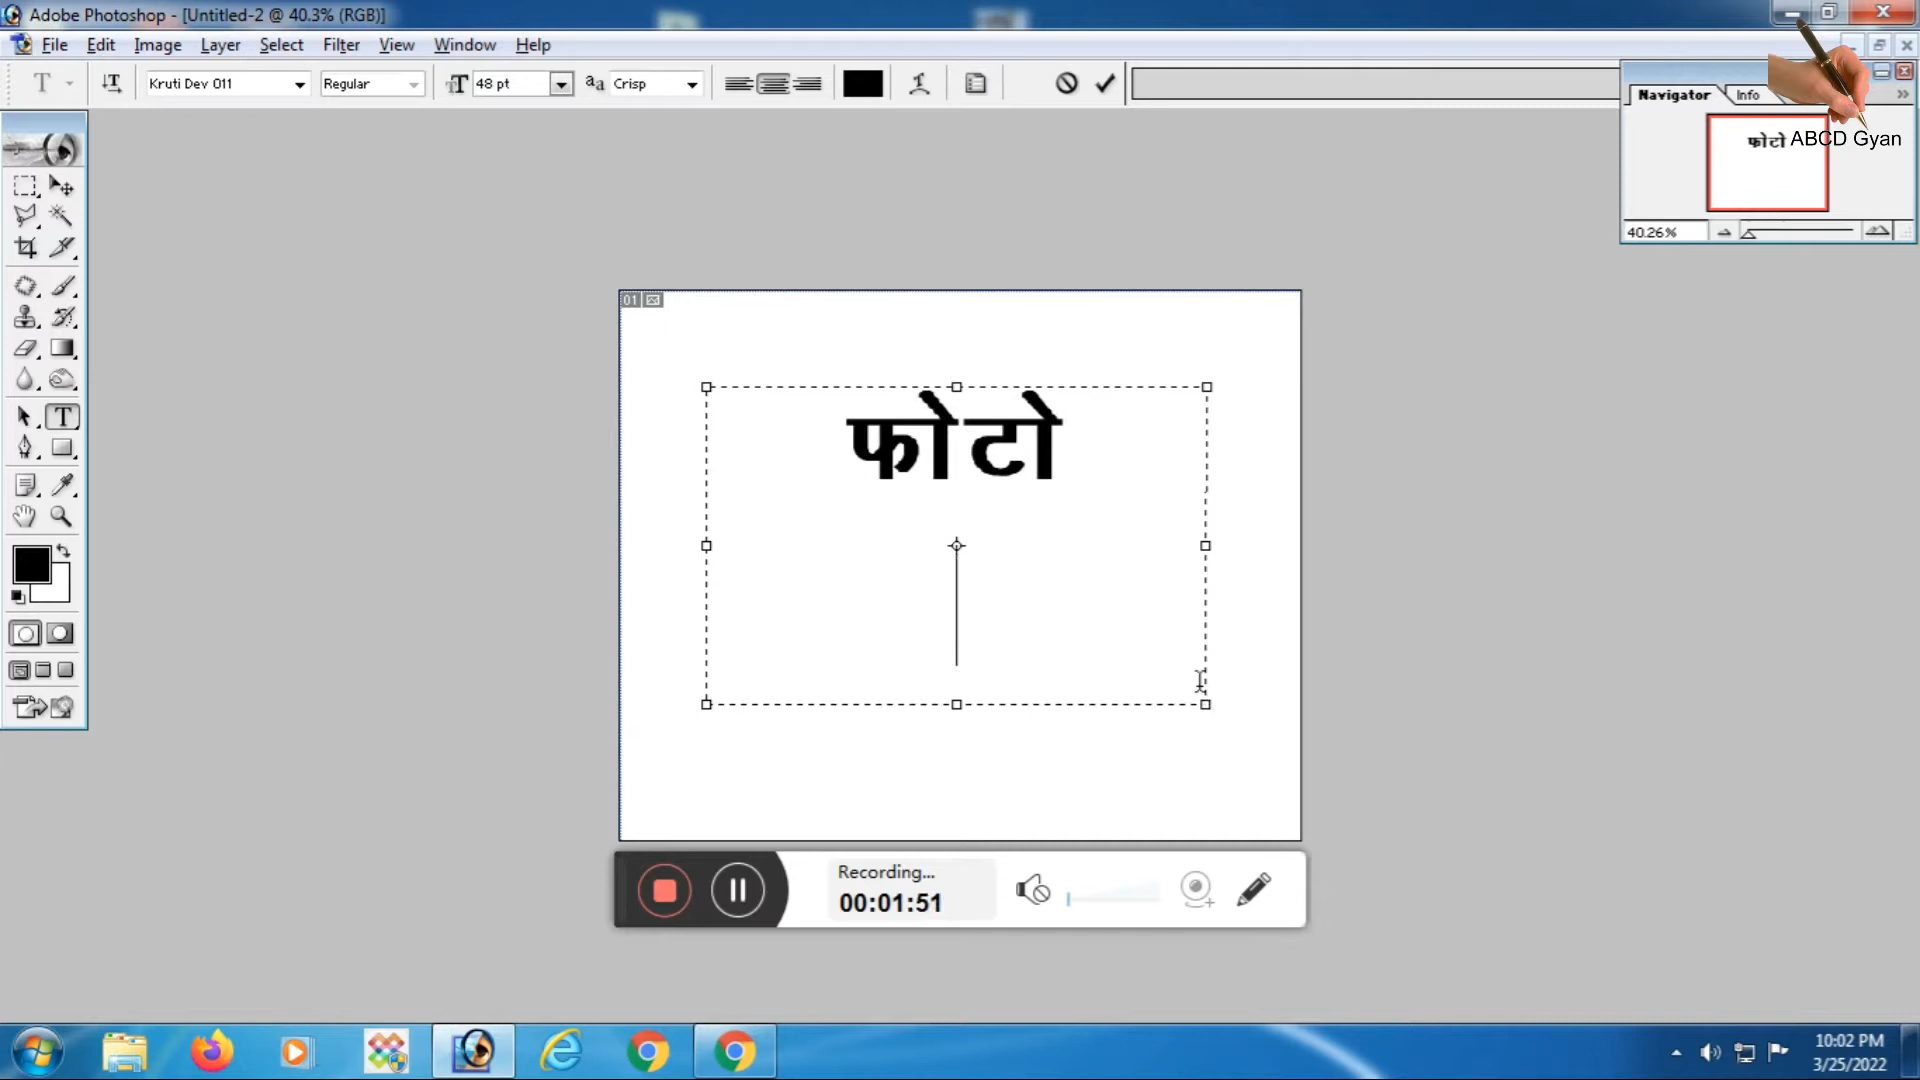 Adobe Photoshop - [Untitled-2 @ 40.3% (RGB)]
File Edit Image Layer Select Filter View Window Help
T T Kruti Dev 011 Regular T 48 pt aa Crisp
Navigator Info
फोटो ABCD Gyan
40.26%
01
फोटो
T
Recording...
00:01:51
10:02 PM
3/25/2022